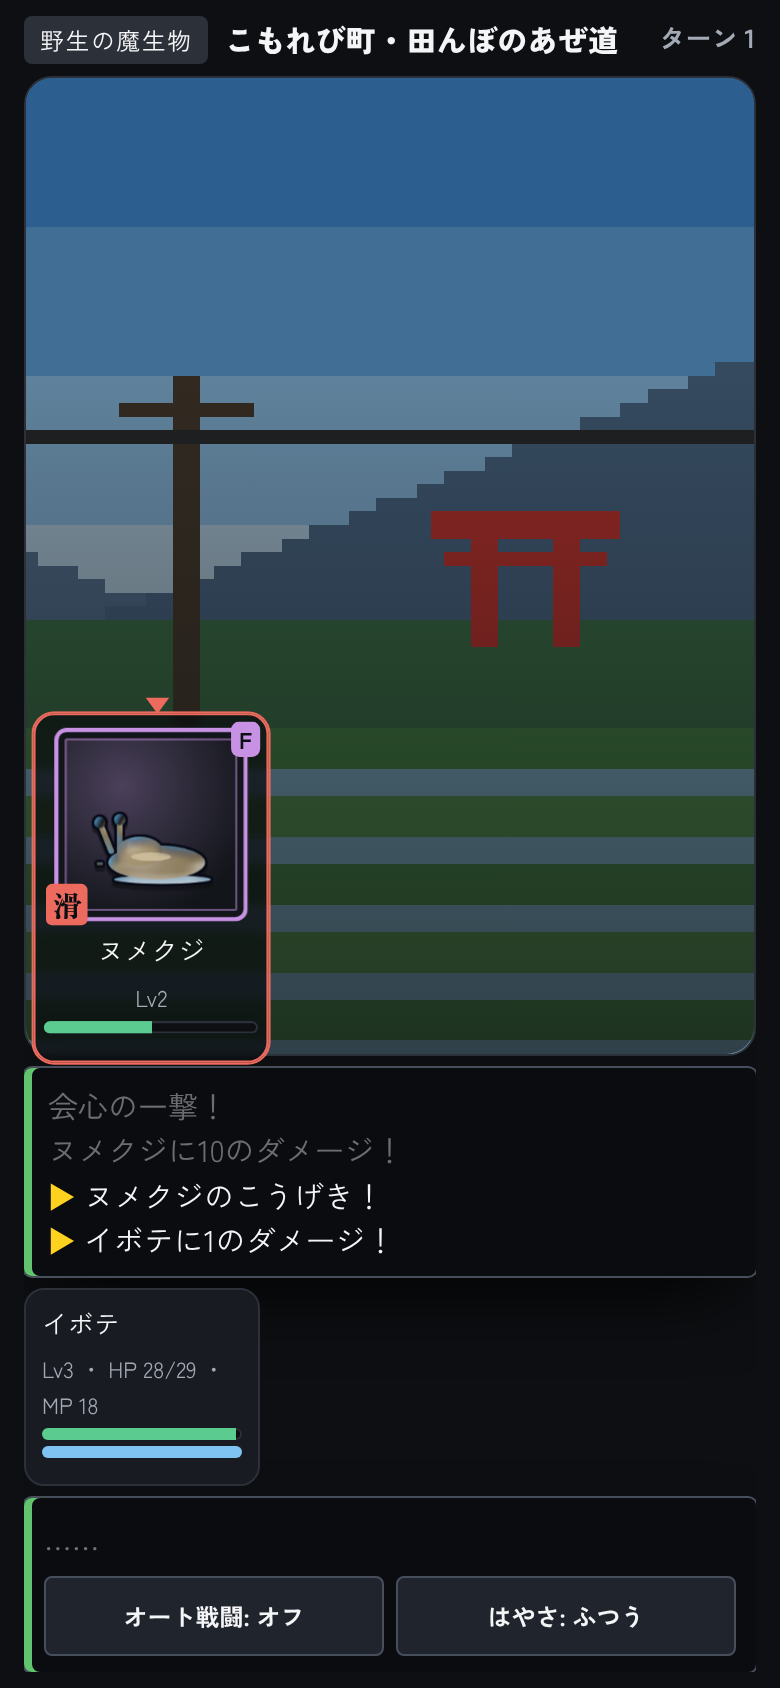 野生の魔生物
こもれび町・田んぼのあぜ道
ターン 1
F
滑
ヌメクジ
Lv2
会心の一撃！
ヌメクジに10のダメージ！
▶ ヌメクジのこうげき！
▶ イボテに1のダメージ！
イボテ
Lv3 ・ HP 28/29 ・
MP 18
……
オート戦闘: オフ
はやさ: ふつう